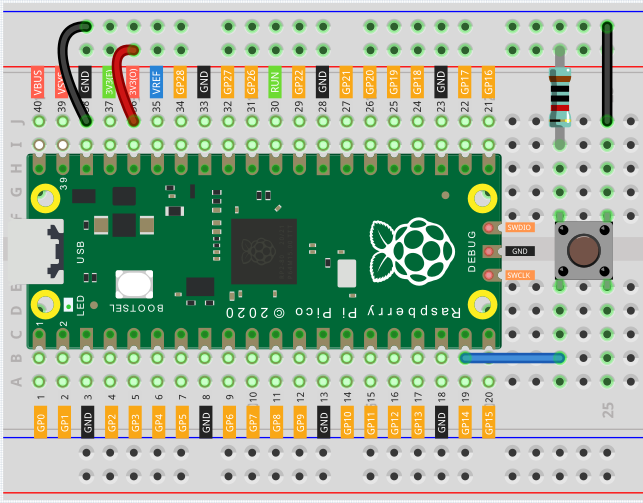 VBUS VSYS GND 3V3(E) 3V3(O) VREF GP28 GND GP27 GP26 RUN GP22 GND GP21 GP20 GP19 GP18 GND GP17 GP16
40 39 38 37 36 35 34 33 32 31 30 29 28 27 26 25 24 23 22 21
J
I
H
G
F
E
D
C
B
A
39
USB
LED
BOOTSEL
1
2
Raspberry Pi Pico © 2020
DEBUG
SWDIO
GND
SWCLK
1 2 3 4 5 6 7 8 9 10 11 12 13 14 15 16 17 18 19 20
25
GP0 GP1 GND GP2 GP3 GP4 GP5 GND GP6 GP7 GP8 GP9 GND GP10 GP11 GP12 GP13 GND GP14 GP15